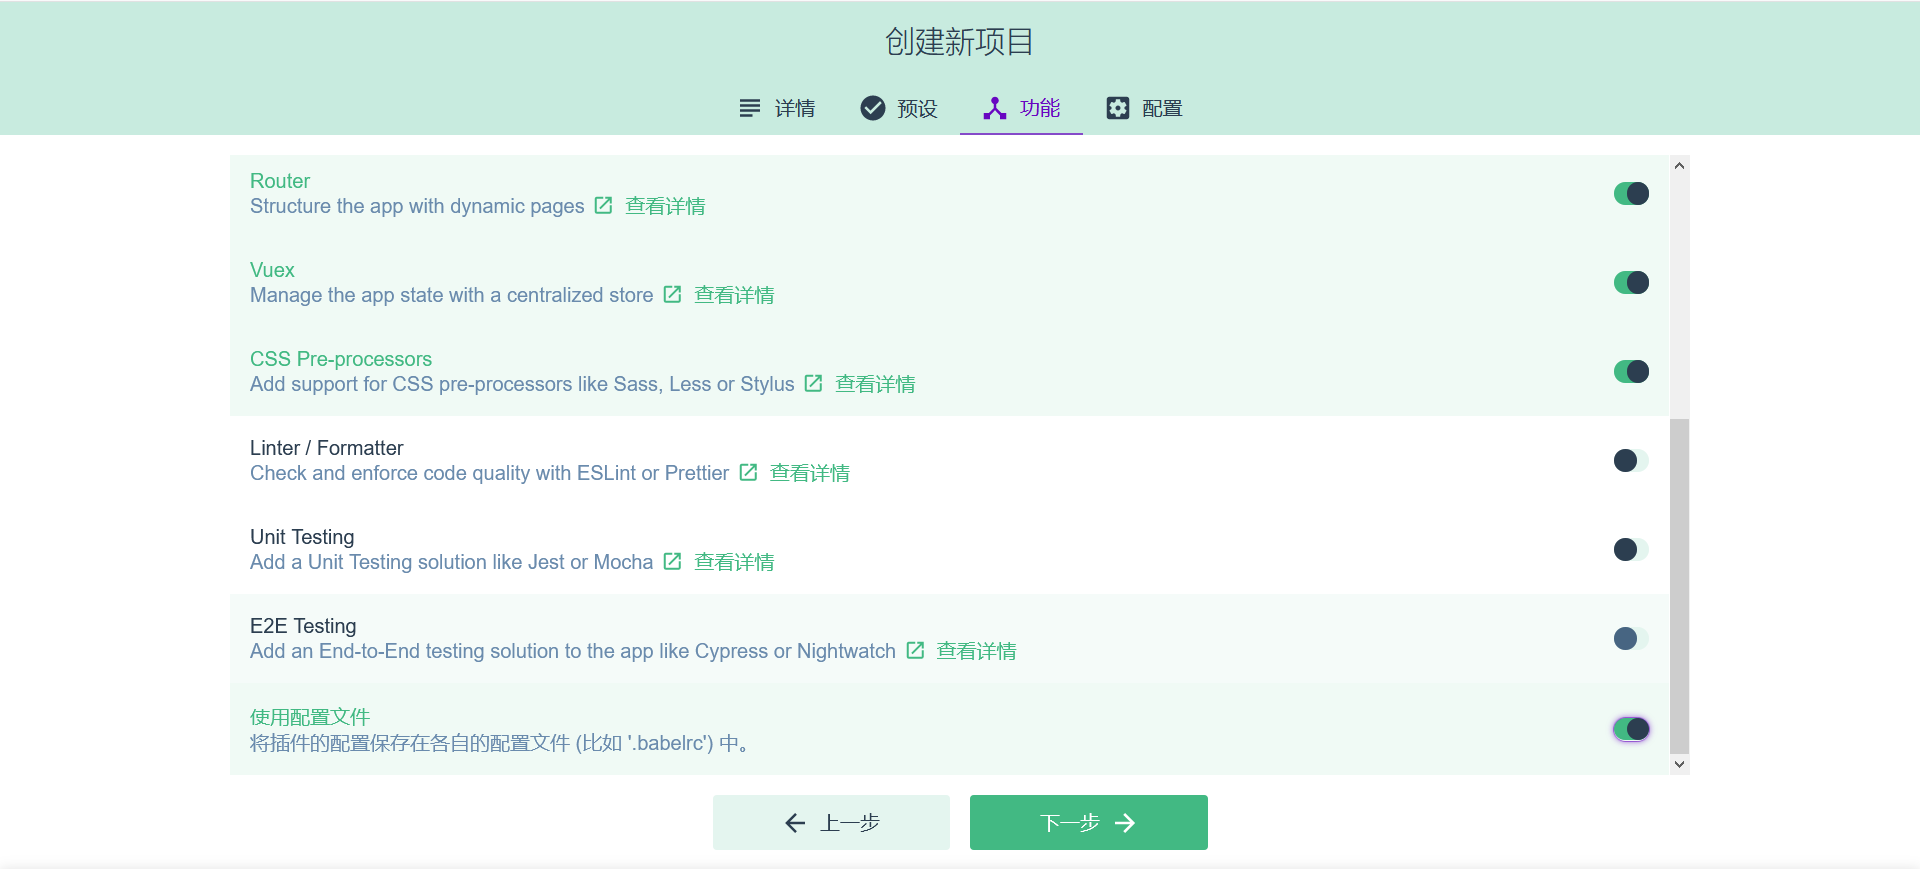 创建新项目
详情
预设
功能
配置
Router
Structure the app with dynamic pages 查看详情
Vuex
Manage the app state with a centralized store 查看详情
CSS Pre-processors
Add support for CSS pre-processors like Sass, Less or Stylus 查看详情
Linter / Formatter
Check and enforce code quality with ESLint or Prettier 查看详情
Unit Testing
Add a Unit Testing solution like Jest or Mocha 查看详情
E2E Testing
Add an End-to-End testing solution to the app like Cypress or Nightwatch 查看详情
使用配置文件
将插件的配置保存在各自的配置文件 (比如 '.babelrc') 中。
上一步
下一步